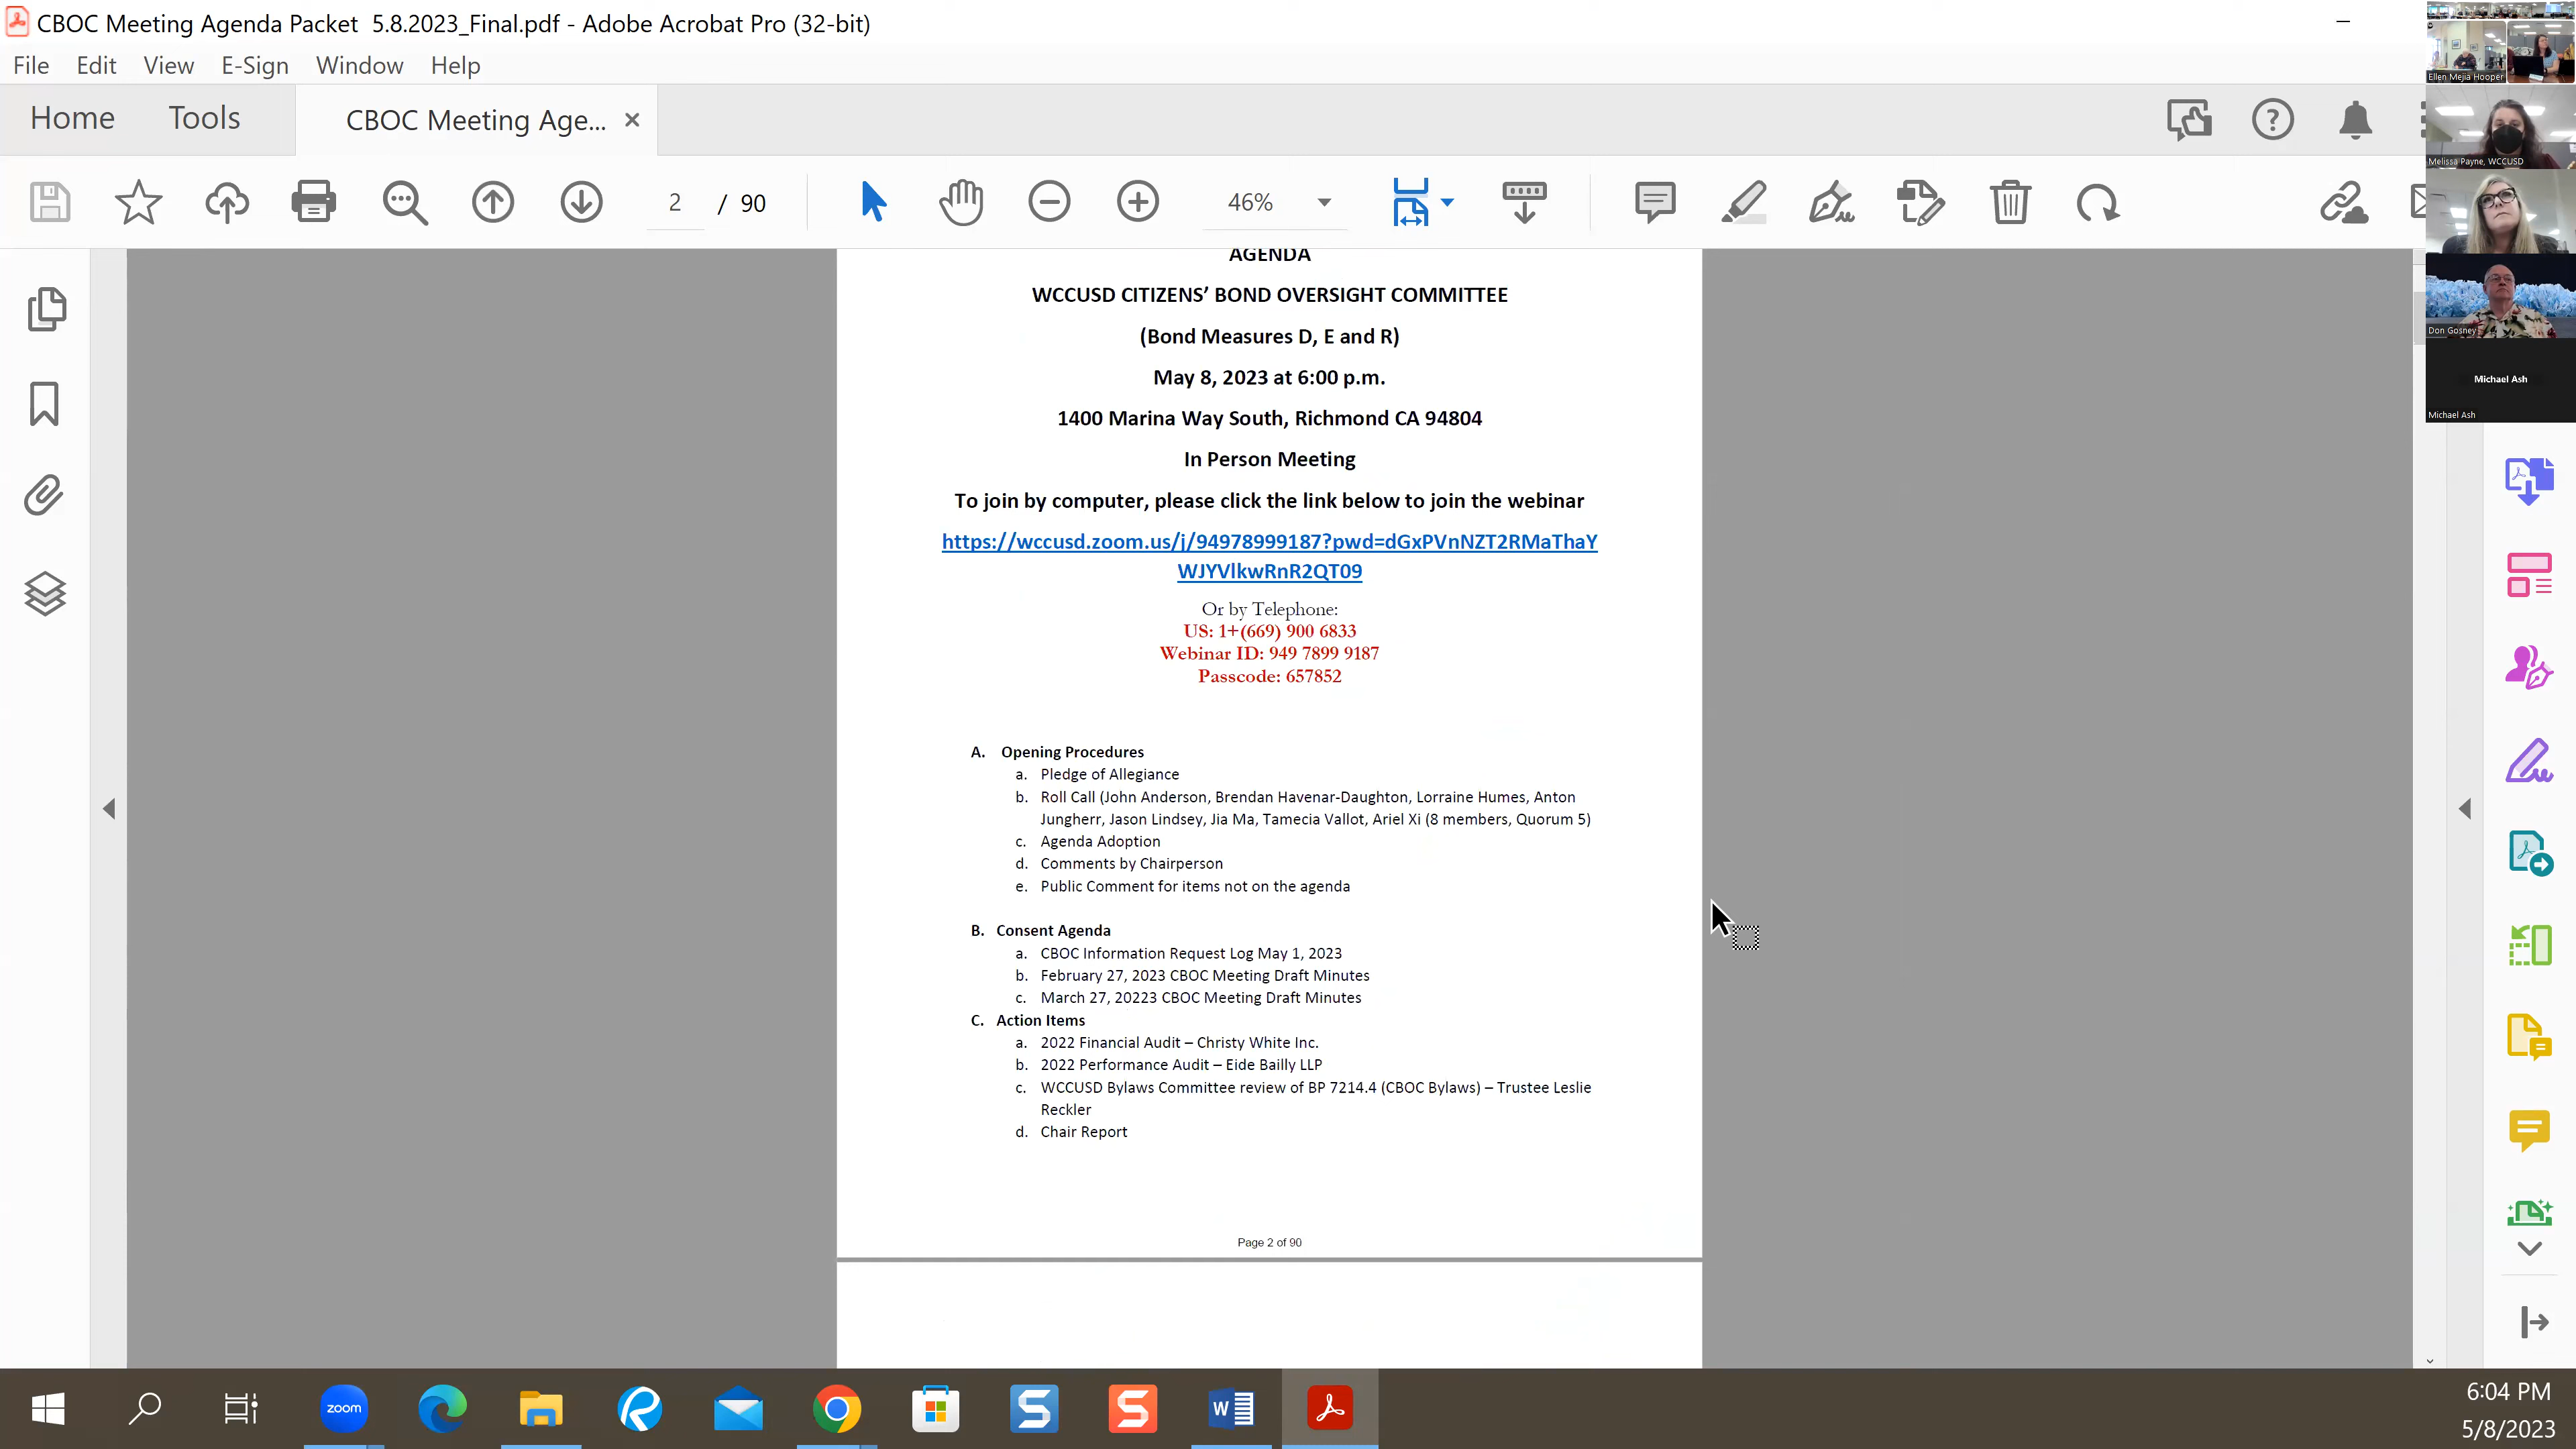 CBOC Meeting Agenda Packet  5.8.2023_Final.pdf - Adobe Acrobat Pro (32-bit)
File Edit View E-Sign Window Help
Home Tools CBOC Meeting Age...
2 / 90 46%
AGENDA
WCCUSD CITIZENS’ BOND OVERSIGHT COMMITTEE
(Bond Measures D, E and R)
May 8, 2023 at 6:00 p.m.
1400 Marina Way South, Richmond CA 94804
In Person Meeting
To join by computer, please click the link below to join the webinar
https://wccusd.zoom.us/j/94978999187?pwd=dGxPVnNZT2RMaThaY
WJYVlkwRnR2QT09
Or by Telephone:
US: 1+(669) 900 6833
Webinar ID: 949 7899 9187
Passcode: 657852
A. Opening Procedures
a. Pledge of Allegiance
b. Roll Call (John Anderson, Brendan Havenar-Daughton, Lorraine Humes, Anton
Jungherr, Jason Lindsey, Jia Ma, Tamecia Vallot, Ariel Xi (8 members, Quorum 5)
c. Agenda Adoption
d. Comments by Chairperson
e. Public Comment for items not on the agenda
B. Consent Agenda
a. CBOC Information Request Log May 1, 2023
b. February 27, 2023 CBOC Meeting Draft Minutes
c. March 27, 20223 CBOC Meeting Draft Minutes
C. Action Items
a. 2022 Financial Audit – Christy White Inc.
b. 2022 Performance Audit – Eide Bailly LLP
c. WCCUSD Bylaws Committee review of BP 7214.4 (CBOC Bylaws) – Trustee Leslie
Reckler
d. Chair Report
Page 2 of 90
Ellen Mejia Hooper
Melissa Payne, WCCUSD
Don Gosney
Michael Ash
Michael Ash
zoom
6:04 PM
5/8/2023